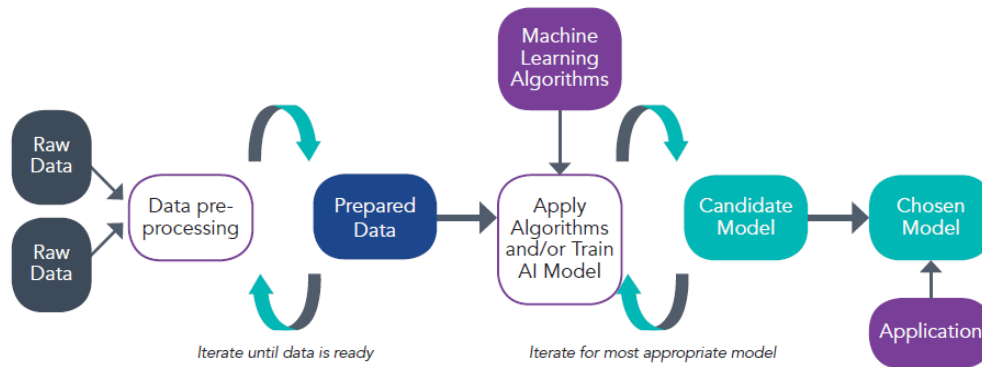 Machine
Learning
Algorithms
Raw
Data
Raw
Data
Data pre-
processing
Prepared
Data
Apply
Algorithms
and/or Train
AI Model
Candidate
Model
Chosen
Model
Application
Iterate until data is ready
Iterate for most appropriate model